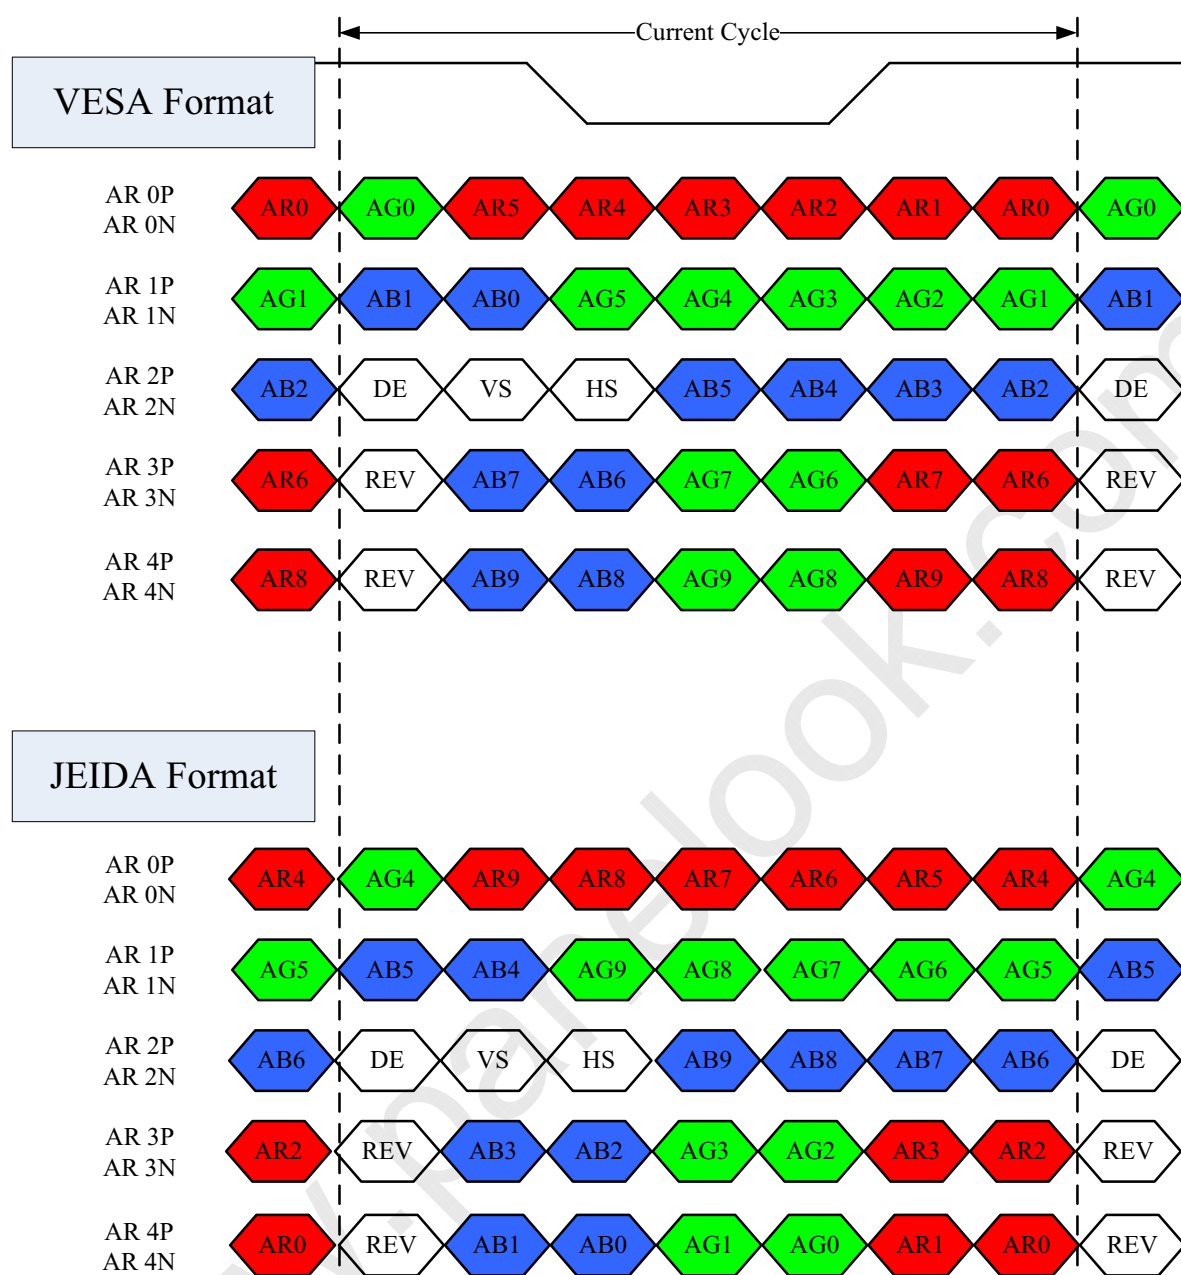 Current Cycle
VESA Format
AR 0P
AR 0N
AR0 AG0 AR5 AR4 AR3 AR2 AR1 AR0 AG0
AR 1P
AR 1N
AG1 AB1 AB0 AG5 AG4 AG3 AG2 AG1 AB1
AR 2P
AR 2N
AB2 DE VS HS AB5 AB4 AB3 AB2 DE
AR 3P
AR 3N
AR6 REV AB7 AB6 AG7 AG6 AR7 AR6 REV
AR 4P
AR 4N
AR8 REV AB9 AB8 AG9 AG8 AR9 AR8 REV
JEIDA Format
AR 0P
AR 0N
AR4 AG4 AR9 AR8 AR7 AR6 AR5 AR4 AG4
AR 1P
AR 1N
AG5 AB5 AB4 AG9 AG8 AG7 AG6 AG5 AB5
AR 2P
AR 2N
AB6 DE VS HS AB9 AB8 AB7 AB6 DE
AR 3P
AR 3N
AR2 REV AB3 AB2 AG3 AG2 AR3 AR2 REV
AR 4P
AR 4N
AR0 REV AB1 AB0 AG1 AG0 AR1 AR0 REV
.panelook.com